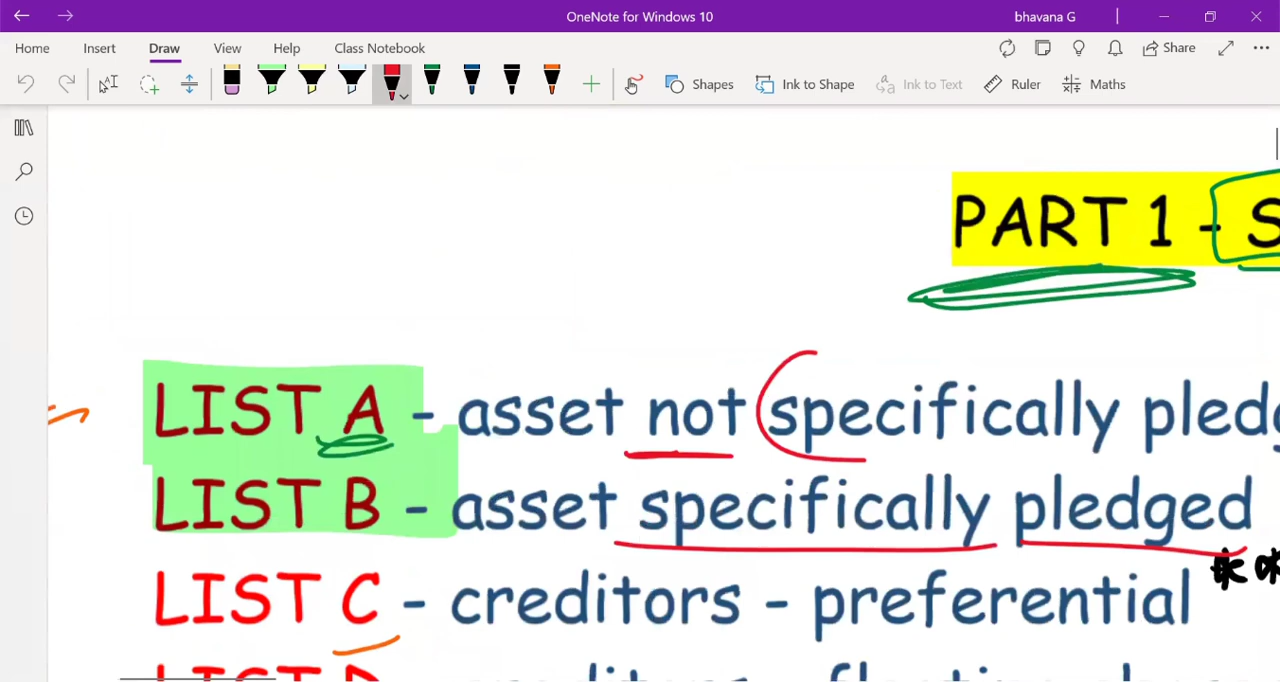 OneNote for Windows 10
bhavana G
Home Insert Draw View Help Class Notebook
Share
Shapes Ink to Shape Ink to Text Ruler Maths
PART 1 - S
LIST A - asset not specifically pledg
LIST B - asset specifically pledged
LIST C - creditors - preferential